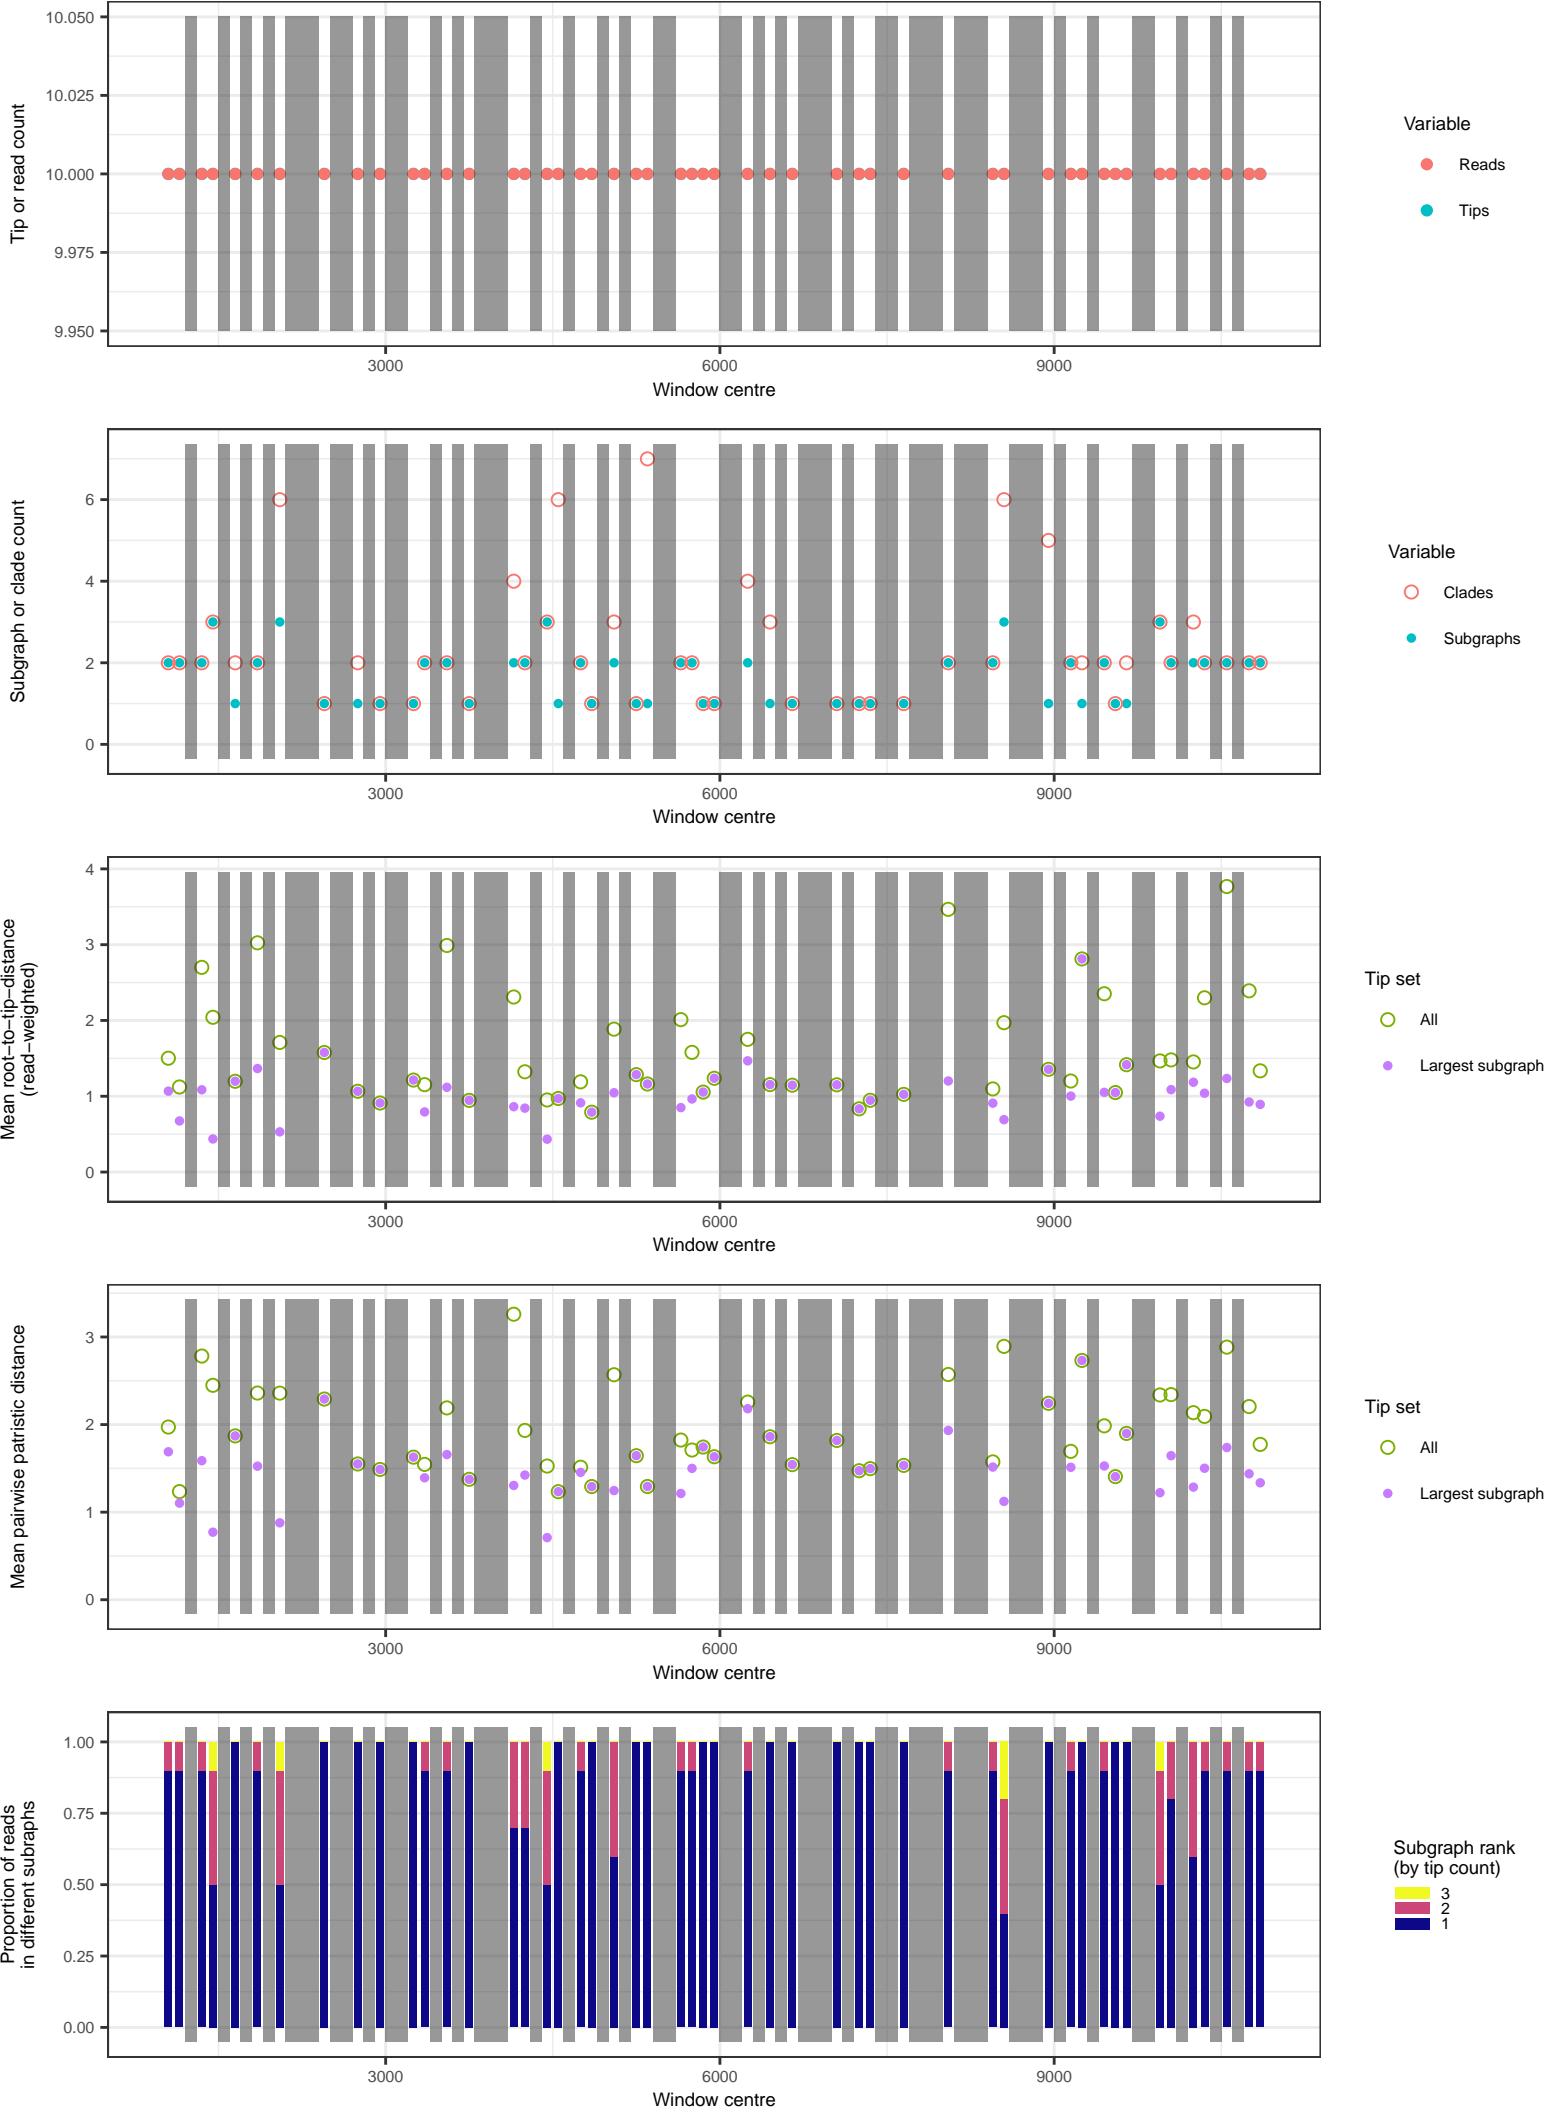 10.050
10.025
10.000
9.975
9.950
Tip or read count
3000
6000
9000
Window centre
Variable
Reads
Tips
6
4
2
0
Subgraph or clade count
3000
6000
9000
Window centre
Variable
Clades
Subgraphs
4
3
2
1
0
Mean root−to−tip−distance
(read−weighted)
3000
6000
9000
Window centre
Tip set
All
Largest subgraph
3
2
1
0
Mean pairwise patristic distance
3000
6000
9000
Window centre
Tip set
All
Largest subgraph
1.00
0.75
0.50
0.25
0.00
Proportion of reads
in different subraphs
3000
6000
9000
Window centre
Subgraph rank
(by tip count)
3
2
1